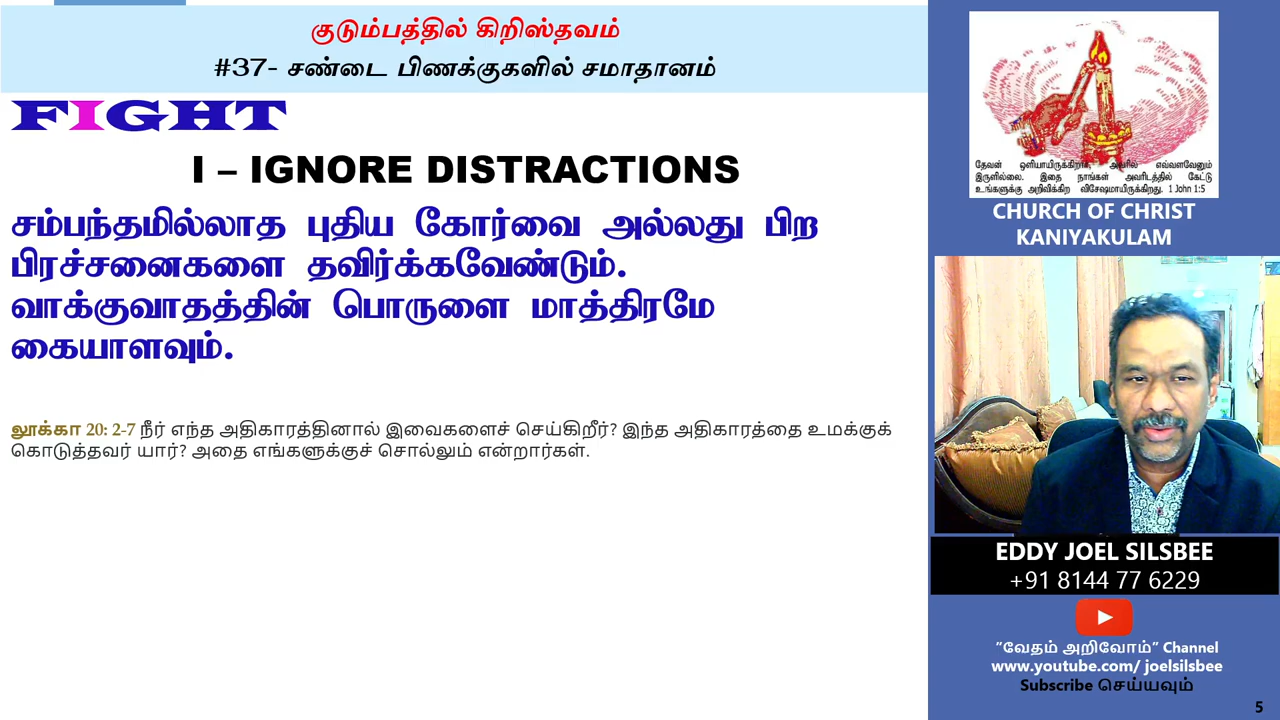 குடும்பத்தில் கிறிஸ்தவம்
#37- சண்டை பிணக்குகளில் சமாதானம்
FIGHT
I – IGNORE DISTRACTIONS
சம்பந்தமில்லாத புதிய கோர்வை அல்லது பிற
பிரச்சனைகளை தவிர்க்கவேண்டும்.
வாக்குவாதத்தின் பொருளை மாத்திரமே
கையாளவும்.
லூக்கா 20: 2-7 நீர் எந்த அதிகாரத்தினால் இவைகளைச் செய்கிறீர்? இந்த அதிகாரத்தை உமக்குக்
கொடுத்தவர் யார்? அதை எங்களுக்குச் சொல்லும் என்றார்கள்.
தேவன் ஒளியாயிருக்கிறார், அவரில் எவ்வளவேனும்
இருளில்லை. இதை நாங்கள் அவரிடத்தில் கேட்டு
உங்களுக்கு அறிவிக்கிற விசேஷமாயிருக்கிறது. 1 John 1:5
CHURCH OF CHRIST
KANIYAKULAM
EDDY JOEL SILSBEE
+91 8144 77 6229
"வேதம் அறிவோம்" Channel
www.youtube.com/ joelsilsbee
Subscribe செய்யவும்
5